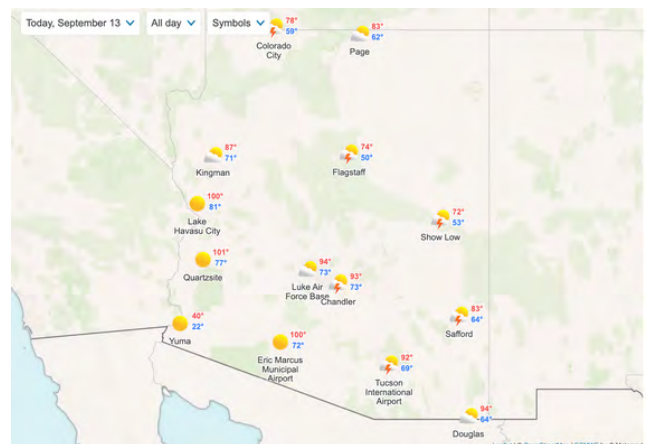 Today, September 13
All day
Symbols
78°
59°
Colorado
City
83°
62°
Page
87°
71°
Kingman
74°
50°
Flagstaff
100°
81°
Lake
Havasu City
72°
53°
Show Low
101°
77°
Quartzsite
94°
73°
Luke Air
Force Base
93°
73°
Chandler
83°
64°
Safford
40°
22°
Yuma
100°
72°
Eric Marcus
Municipal
Airport
92°
69°
Tucson
International
Airport
94°
64°
Douglas